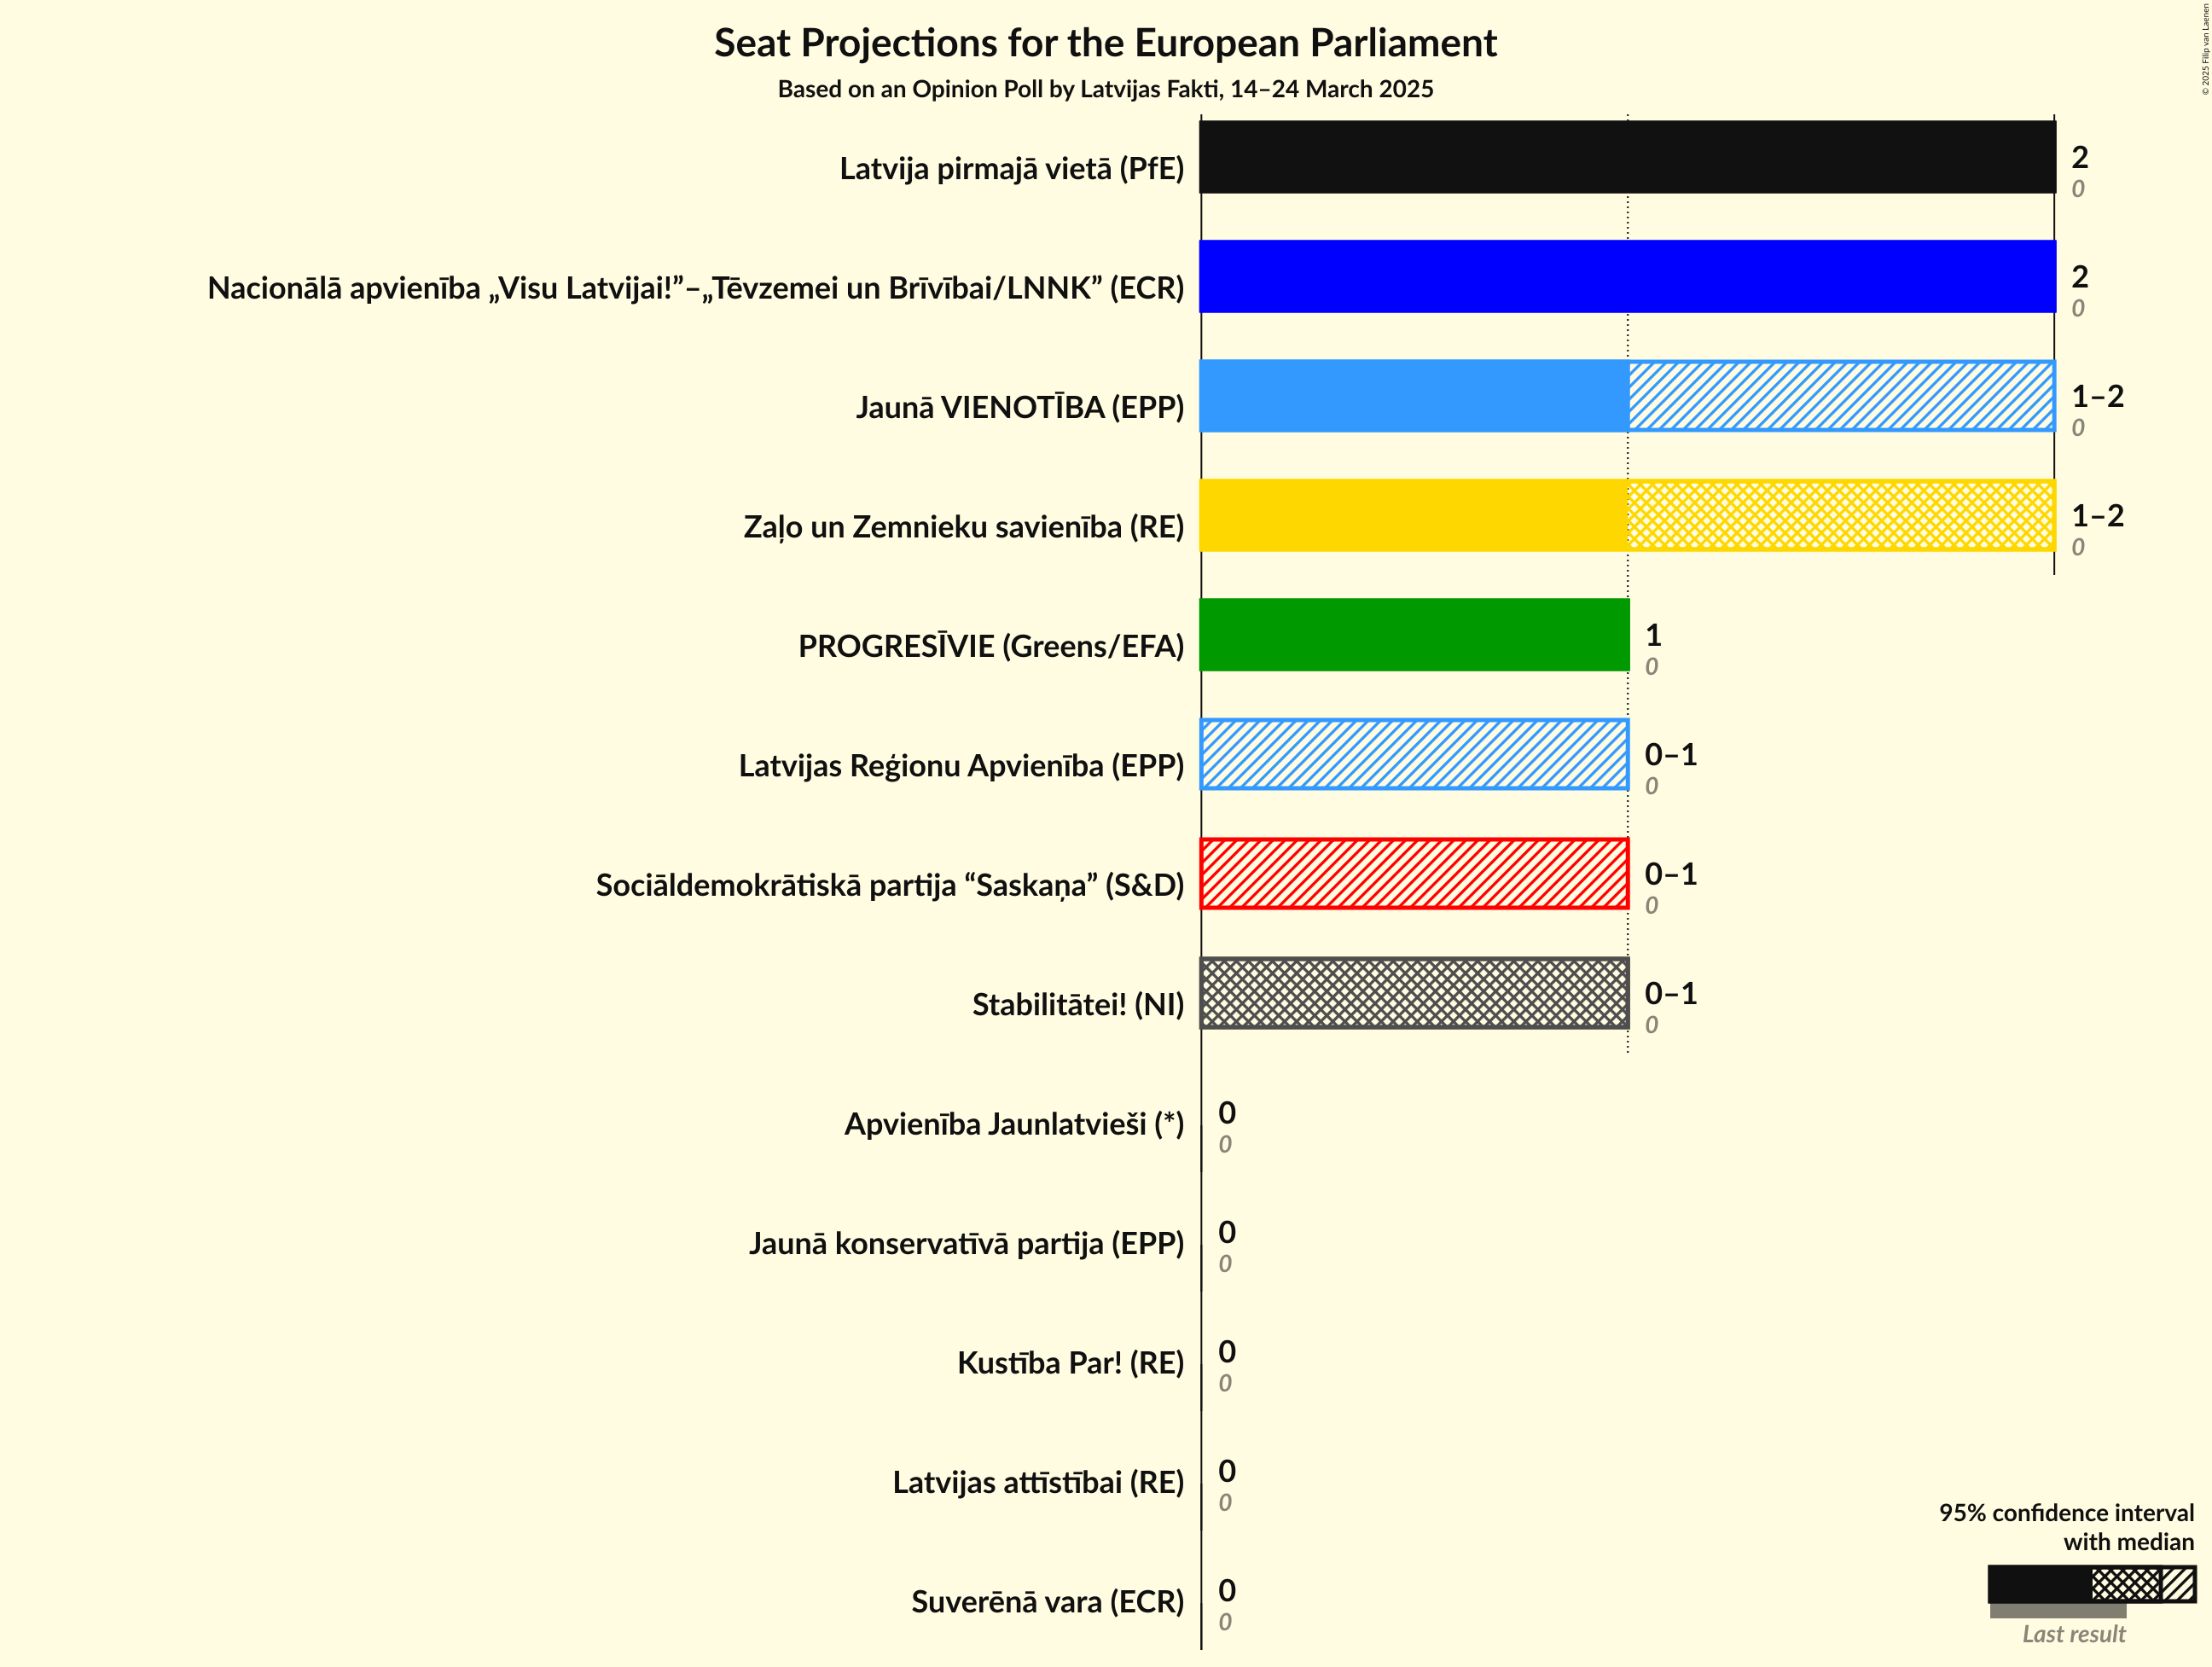 Seat Projections for the European Parliament
Based on an Opinion Poll by Latvijas Fakti, 14–24 March 2025
© 2025 Filip van Laenen
Latvija pirmajā vietā (PfE)
2
0
Nacionālā apvienība „Visu Latvijai!”–„Tēvzemei un Brīvībai/LNNK” (ECR)
2
0
Jaunā VIENOTĪBA (EPP)
1–2
0
Zaļo un Zemnieku savienība (RE)
1–2
0
PROGRESĪVIE (Greens/EFA)
1
0
Latvijas Reģionu Apvienība (EPP)
0–1
0
Sociāldemokrātiskā partija “Saskaņa” (S&D)
0–1
0
Stabilitātei! (NI)
0–1
0
Apvienība Jaunlatvieši (*)
0
0
Jaunā konservatīvā partija (EPP)
0
0
Kustība Par! (RE)
0
0
Latvijas attīstībai (RE)
0
0
Suverēnā vara (ECR)
0
0
95% confidence interval
with median
Last result